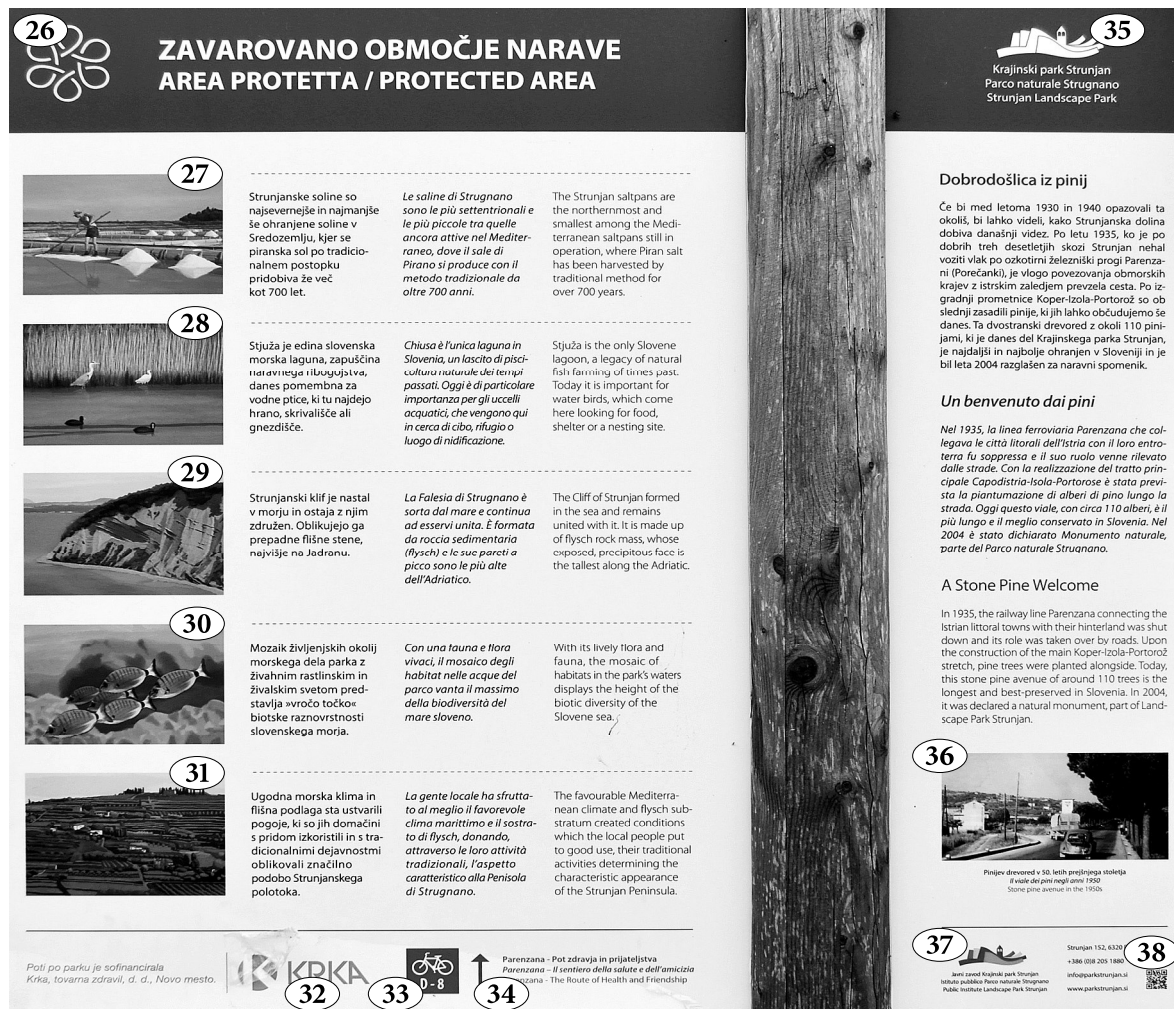 26
ZAVAROVANO OBMOČJE NARAVE
AREA PROTETTA / PROTECTED AREA
27
Strunjanske soline so
najsevernejše in najmanjše
še ohranjene soline v
Sredozemlju, kjer se
piranska sol po tradicio-
nalnem postopku
pridobiva že več
kot 700 let.
Le saline di Strugnano
sono le più settentrionali e
le più piccole tra quelle
ancora attive nel Mediter-
raneo, dove il sale di
Pirano si produce con il
metodo tradizionale da
oltre 700 anni.
The Strunjan saltpans are
the northernmost and
smallest among the Medi-
terranean saltpans still in
operation, where Piran salt
has been harvested by
traditional method for
over 700 years.
28
Stjuža je edina slovenska
morska laguna, zapuščina
naravnega ribogojstva,
danes pomembna za
vodne ptice, ki tu najdejo
hrano, skrivališče ali
gnezdišče.
Chiusa è l'unica laguna in
Slovenia, un lascito di pisci-
coltura naturale dei tempi
passati. Oggi è di particolare
importanza per gli uccelli
acquatici, che vengono qui
in cerca di cibo, rifugio o
luogo di nidificazione.
Stjuža is the only Slovene
lagoon, a legacy of natural
fish farming of times past.
Today it is important for
water birds, which come
here looking for food,
shelter or a nesting site.
29
Strunjanski klif je nastal
v morju in ostaja z njim
združen. Oblikujejo ga
prepadne flišne stene,
najvišje na Jadranu.
La Falesia di Strugnano è
sorta dal mare e continua
ad esservi unita. È formata
da roccia sedimentaria
(flysch) e le sue pareti a
picco sono le più alte
dell'Adriatico.
The Cliff of Strunjan formed
in the sea and remains
united with it. It is made up
of flysch rock mass, whose
exposed, precipitous face is
the tallest along the Adriatic.
30
Mozaik življenjskih okolij
morskega dela parka z
živahnim rastlinskim in
živalskim svetom pred-
stavlja »vročo točko«
biotske raznovrstnosti
slovenskega morja.
Con una fauna e flora
vivaci, il mosaico degli
habitat nelle acque del
parco vanta il massimo
della biodiversità del
mare sloveno.
With its lively flora and
fauna, the mosaic of
habitats in the park's waters
displays the height of the
biotic diversity of the
Slovene sea.
31
Ugodna morska klima in
flišna podlaga sta ustvarili
pogoje, ki so jih domačini
s pridom izkoristili in s tra-
dicionalnimi dejavnostmi
oblikovali značilno
podobo Strunjanskega
polotoka.
La gente locale ha sfrutta-
to al meglio il favorevole
clima marittimo e il sostra-
to di flysch, donando,
attraverso le loro attività
tradizionali, l'aspetto
caratteristico alla Penisola
di Strugnano.
The favourable Mediterra-
nean climate and flysch sub-
stratum created conditions
which the local people put
to good use, their traditional
activities determining the
characteristic appearance
of the Strunjan Peninsula.
Poti po parku je sofinancirala
Krka, tovarna zdravil, d. d., Novo mesto.
KRKA
32
33
D-8
34
Parenzana - Pot zdravja in prijateljstva
Parenzana - Il sentiero della salute e dell'amicizia
- The Route of Health and Friendship
35
Krajinski park Strunjan
Parco naturale Strugnano
Strunjan Landscape Park
Dobrodošlica iz pinij
Če bi med letoma 1930 in 1940 opazovali ta
okoliš, bi lahko videli, kako Strunjanska dolina
dobiva današnji videz. Po letu 1935, ko je po
dobrih treh desetletjih skozi Strunjan nehal
voziti vlak po ozkotirni železniški progi Parenza-
ni (Porečanki), je vlogo povezovanja obmorskih
krajev z istrskim zaledjem prevzela cesta. Po iz-
gradnji prometnice Koper-Izola-Portorož so ob
slednji zasadili pinije, ki jih lahko občudujemo še
danes. Ta dvostranski drevored z okoli 110 pini-
jami, ki je danes del Krajinskega parka Strunjan,
je najdaljši in najbolje ohranjen v Sloveniji in je
bil leta 2004 razglašen za naravni spomenik.
Un benvenuto dai pini
Nel 1935, la linea ferroviaria Parenzana che col-
legava le città litorali dell'Istria con il loro entro-
terra fu soppressa e il suo ruolo venne rilevato
dalle strade. Con la realizzazione del tratto prin-
cipale Capodistria-Isola-Portorose è stata previ-
sta la piantumazione di alberi di pino lungo la
strada. Oggi questo viale, con circa 110 alberi, è il
più lungo e il meglio conservato in Slovenia. Nel
2004 è stato dichiarato Monumento naturale,
parte del Parco naturale Strugnano.
A Stone Pine Welcome
In 1935, the railway line Parenzana connecting the
Istrian littoral towns with their hinterland was shut
down and its role was taken over by roads. Upon
the construction of the main Koper-Izola-Portorož
stretch, pine trees were planted alongside. Today,
this stone pine avenue of around 110 trees is the
longest and best-preserved in Slovenia. In 2004,
it was declared a natural monument, part of Land-
scape Park Strunjan.
36
Pinijev drevored v 50. letih prejšnjega stoletja
Il viale dei pini negli anni 1950
Stone pine avenue in the 1950s
37
Javni zavod Krajinski park Strunjan
Istituto pubblico Parco naturale Strugnano
Public Institute Landscape Park Strunjan
Strunjan 152, 6320
+386 (0)8 205 1880
info@parkstrunjan.si
www.parkstrunjan.si
38